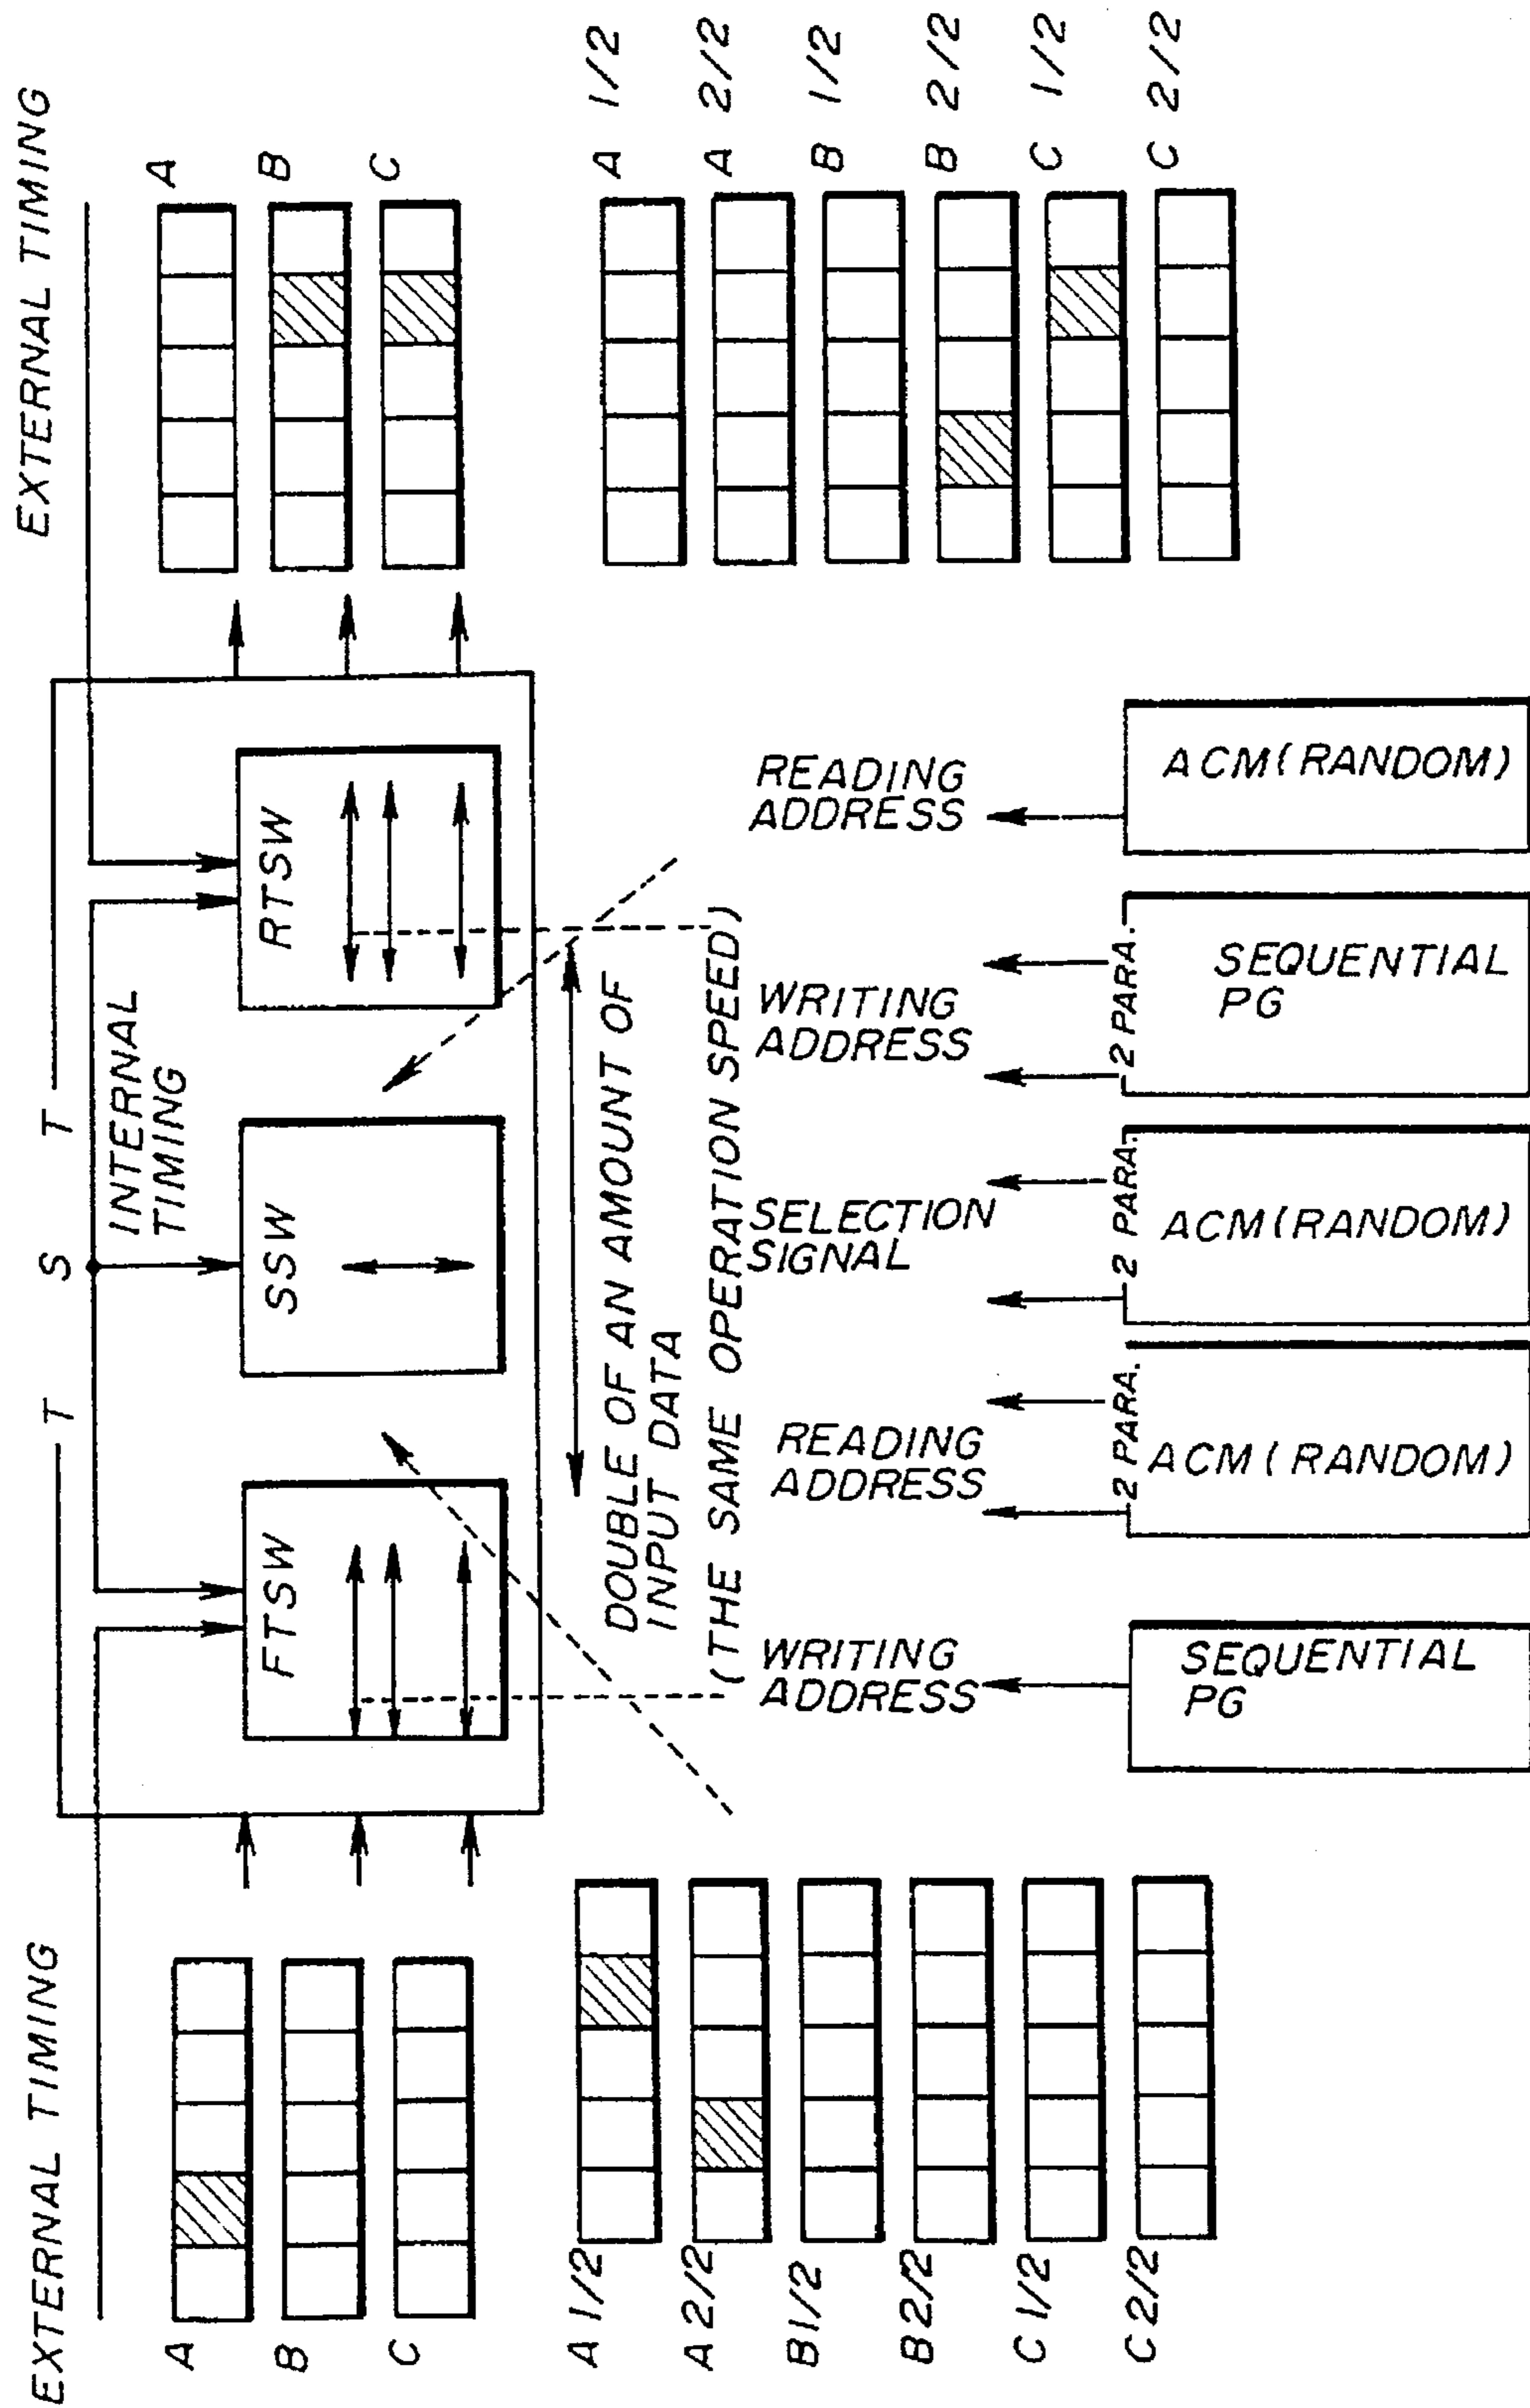 EXTERNAL TIMING
EXTERNAL TIMING
T S T
INTERNAL
TIMING
FTSW
SSW
RTSW
A
B
C
A
B
C
DOUBLE OF AN AMOUNT OF
INPUT DATA
(THE SAME OPERATION SPEED)
A 1/2
A 2/2
B 1/2
B 2/2
C 1/2
C 2/2
A 1/2
A 2/2
B 1/2
B 2/2
C 1/2
C 2/2
WRITING
ADDRESS
READING
ADDRESS
SELECTION
SIGNAL
WRITING
ADDRESS
READING
ADDRESS
SEQUENTIAL
PG
2 PARA.
ACM (RANDOM)
2 PARA.
ACM (RANDOM)
2 PARA.
SEQUENTIAL
PG
ACM (RANDOM)